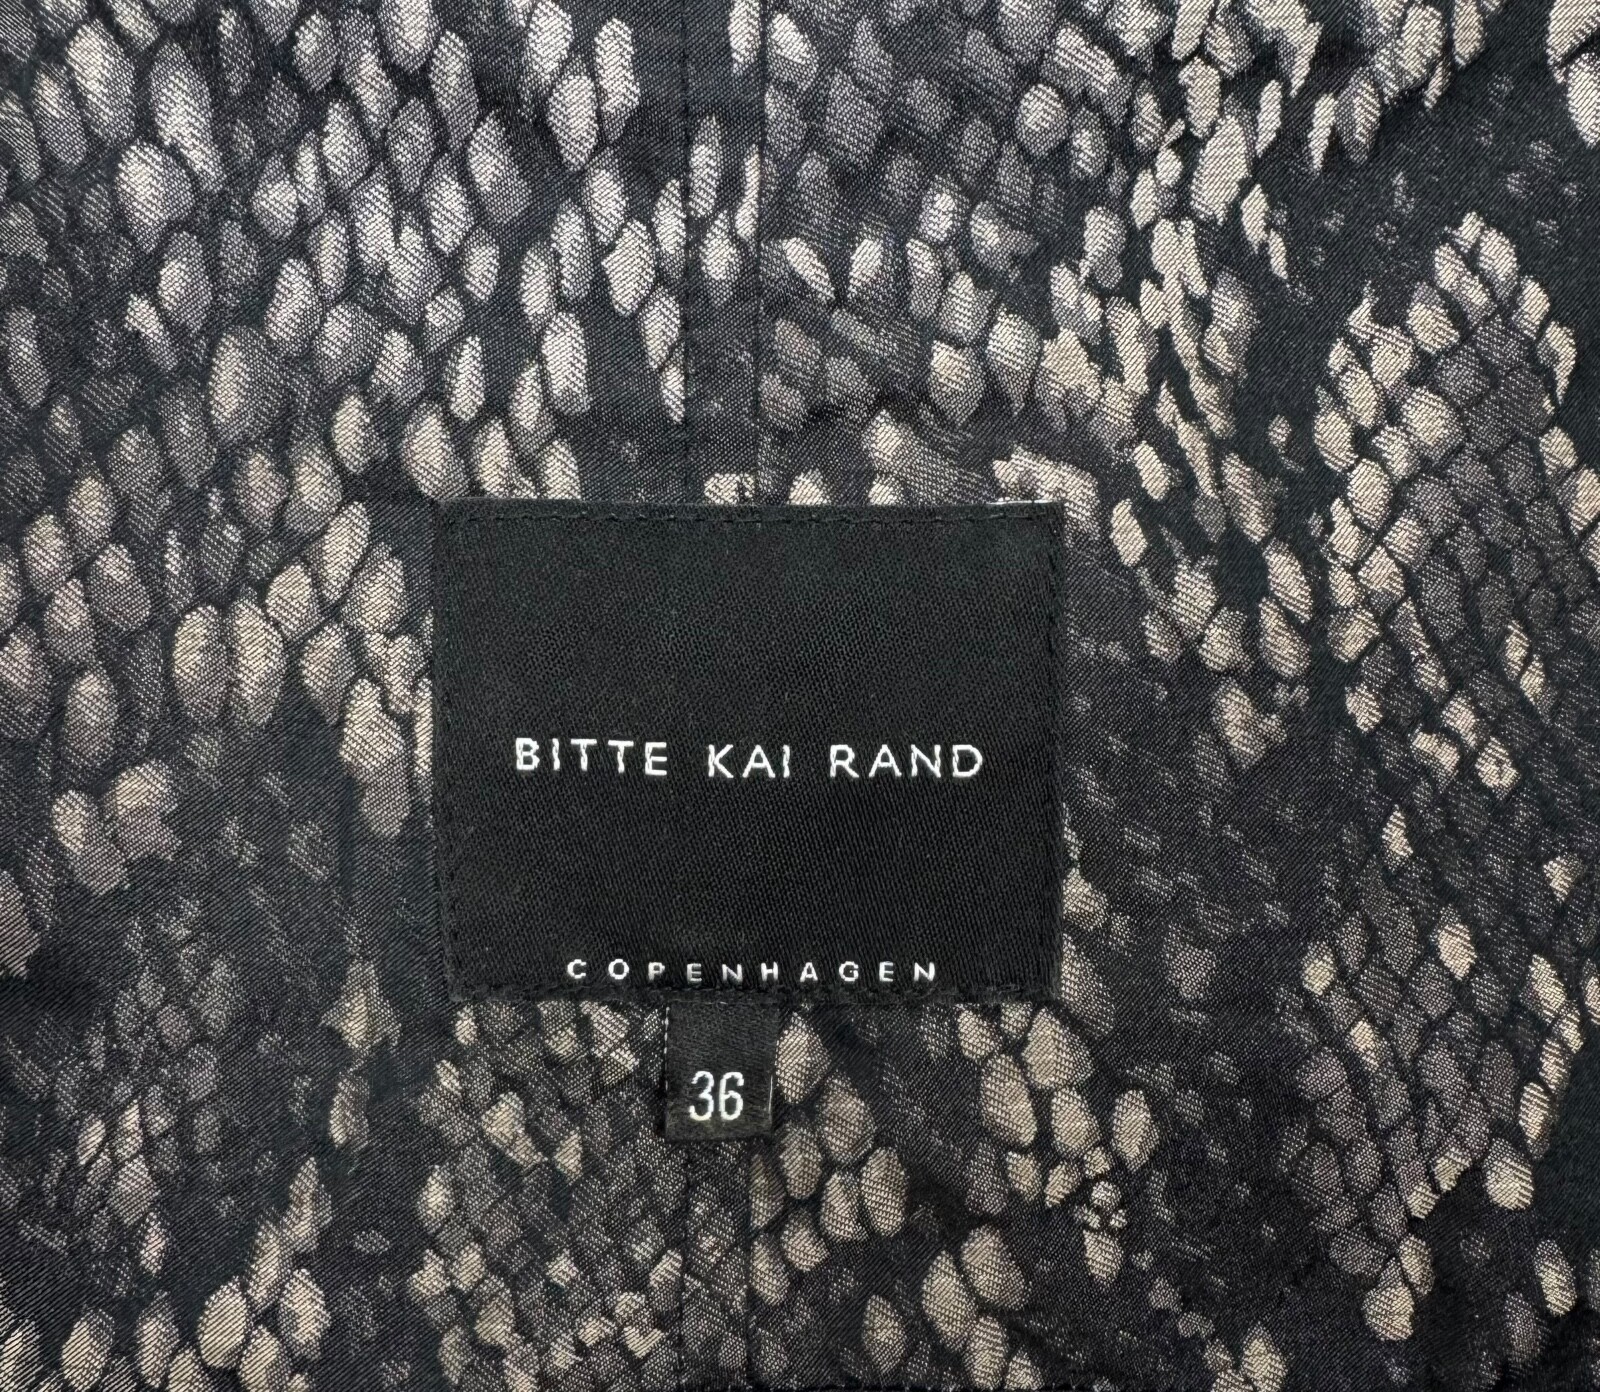 BITTE KAI RAND
COPENHAGEN
36